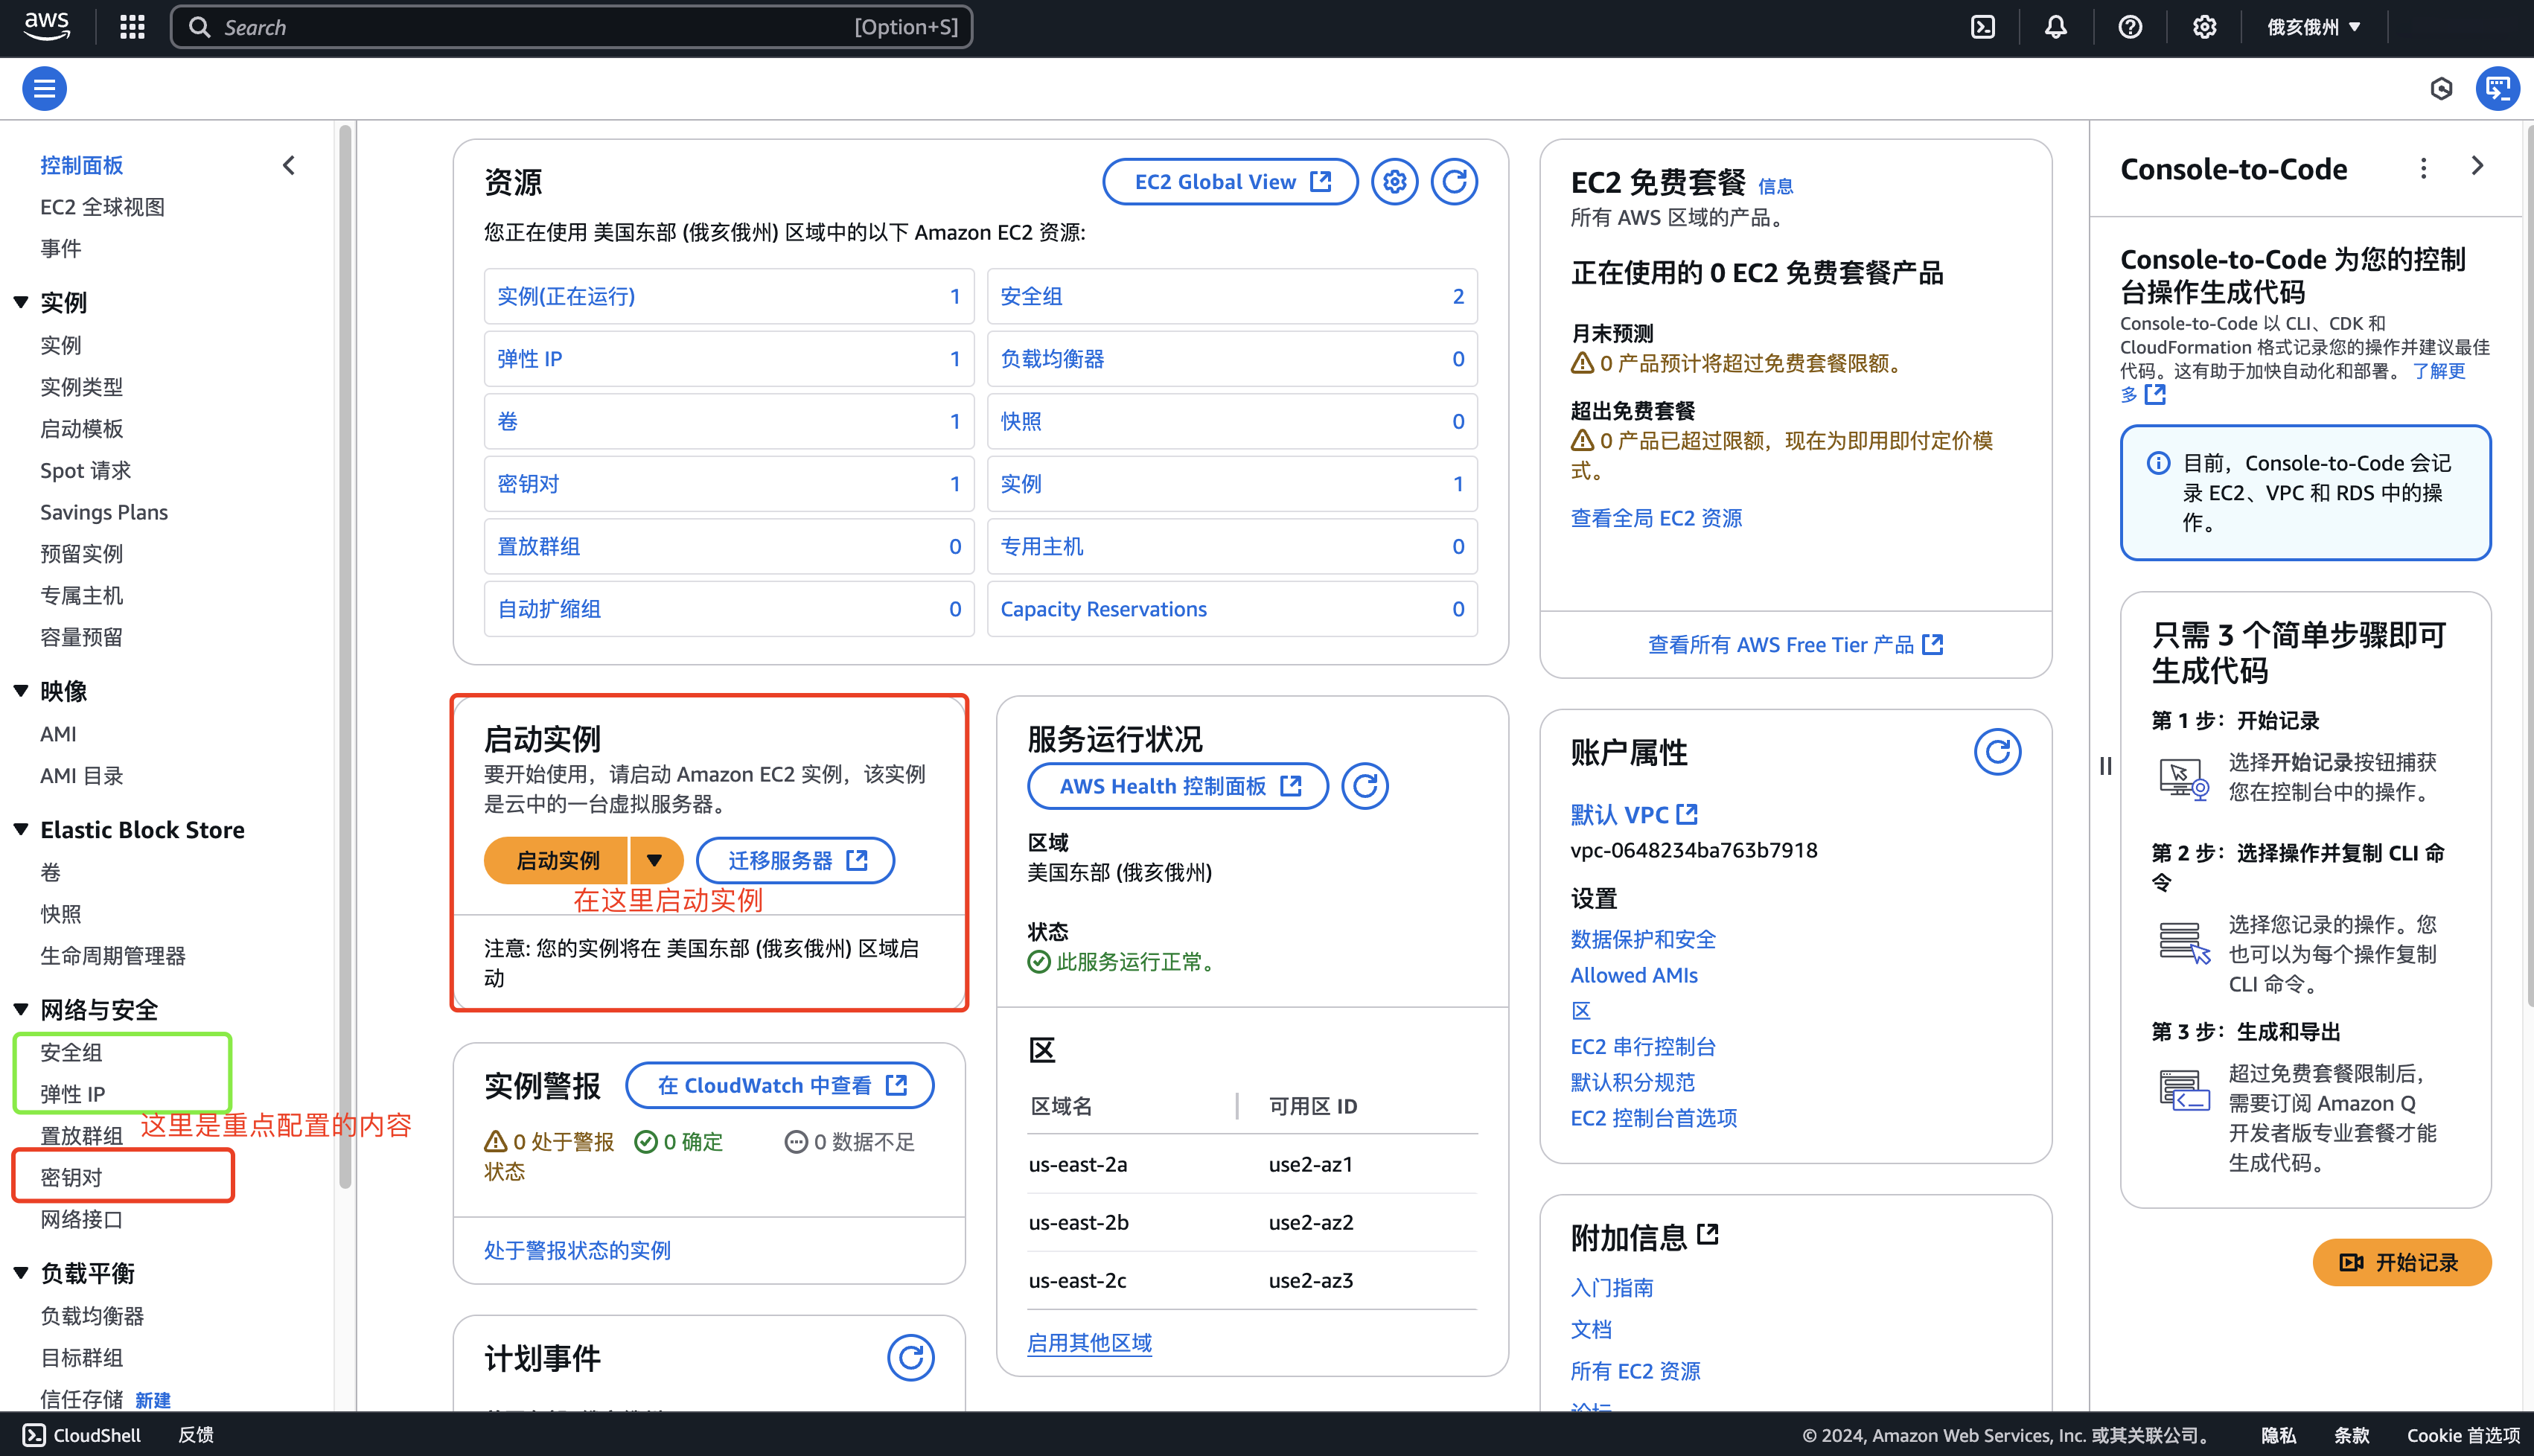 aws
Search
[Option+S]
俄亥俄州
控制面板
EC2 全球视图
事件
实例
实例
实例类型
启动模板
Spot 请求
Savings Plans
预留实例
专属主机
容量预留
映像
AMI
AMI 目录
Elastic Block Store
卷
快照
生命周期管理器
网络与安全
安全组
弹性 IP
这里是重点配置的内容
置放群组
密钥对
网络接口
负载平衡
负载均衡器
目标群组
信任存储 新建
资源
EC2 Global View
您正在使用 美国东部 (俄亥俄州) 区域中的以下 Amazon EC2 资源:
实例(正在运行) 1
安全组 2
弹性 IP 1
负载均衡器 0
卷 1
快照 0
密钥对 1
实例 1
置放群组 0
专用主机 0
自动扩缩组 0
Capacity Reservations 0
启动实例
要开始使用，请启动 Amazon EC2 实例，该实例
是云中的一台虚拟服务器。
启动实例
迁移服务器
在这里启动实例
注意: 您的实例将在 美国东部 (俄亥俄州) 区域启
动
实例警报
在 CloudWatch 中查看
0 处于警报
状态
0 确定
0 数据不足
处于警报状态的实例
计划事件
服务运行状况
AWS Health 控制面板
区域
美国东部 (俄亥俄州)
状态
此服务运行正常。
区
区域名 可用区 ID
us-east-2a use2-az1
us-east-2b use2-az2
us-east-2c use2-az3
启用其他区域
EC2 免费套餐 信息
所有 AWS 区域的产品。
正在使用的 0 EC2 免费套餐产品
月末预测
0 产品预计将超过免费套餐限额。
超出免费套餐
0 产品已超过限额，现在为即用即付定价模
式。
查看全局 EC2 资源
查看所有 AWS Free Tier 产品
账户属性
默认 VPC
vpc-0648234ba763b7918
设置
数据保护和安全
Allowed AMIs
区
EC2 串行控制台
默认积分规范
EC2 控制台首选项
附加信息
入门指南
文档
所有 EC2 资源
Console-to-Code
Console-to-Code 为您的控制
台操作生成代码
Console-to-Code 以 CLI、CDK 和
CloudFormation 格式记录您的操作并建议最佳
代码。这有助于加快自动化和部署。 了解更
多
目前，Console-to-Code 会记
录 EC2、VPC 和 RDS 中的操
作。
只需 3 个简单步骤即可
生成代码
第 1 步：开始记录
选择开始记录按钮捕获
您在控制台中的操作。
第 2 步：选择操作并复制 CLI 命
令
选择您记录的操作。您
也可以为每个操作复制
CLI 命令。
第 3 步：生成和导出
超过免费套餐限制后，
需要订阅 Amazon Q
开发者版专业套餐才能
生成代码。
开始记录
CloudShell
反馈
© 2024, Amazon Web Services, Inc. 或其关联公司。
隐私
条款
Cookie 首选项